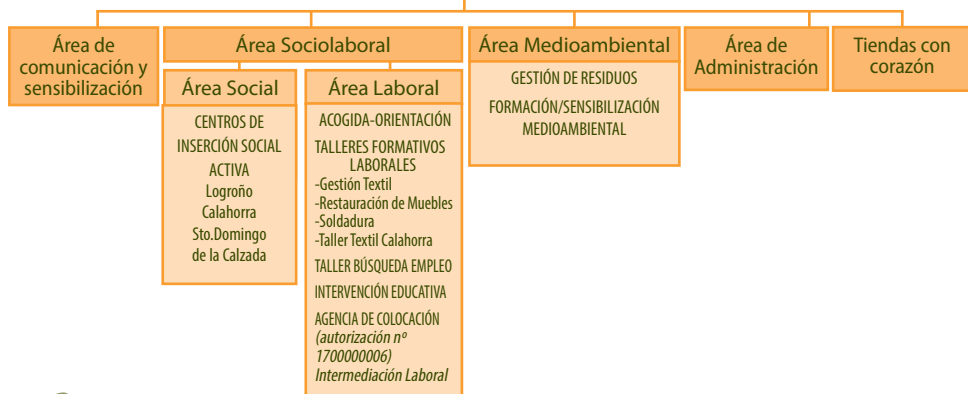 Área de
comunicación y
sensibilización
Área Sociolaboral
Área Social
CENTROS DE
INSERCIÓN SOCIAL
ACTIVA
Logroño
Calahorra
Sto.Domingo
de la Calzada
Área Laboral
ACOGIDA-ORIENTACIÓN
TALLERES FORMATIVOS
LABORALES
-Gestión Textil
-Restauración de Muebles
-Soldadura
-Taller Textil Calahorra
TALLER BÚSQUEDA EMPLEO
INTERVENCIÓN EDUCATIVA
AGENCIA DE COLOCACIÓN
(autorización nº
1700000006)
Intermediación Laboral
Área Medioambiental
GESTIÓN DE RESIDUOS
FORMACIÓN/SENSIBILIZACIÓN
MEDIOAMBIENTAL
Área de
Administración
Tiendas con
corazón